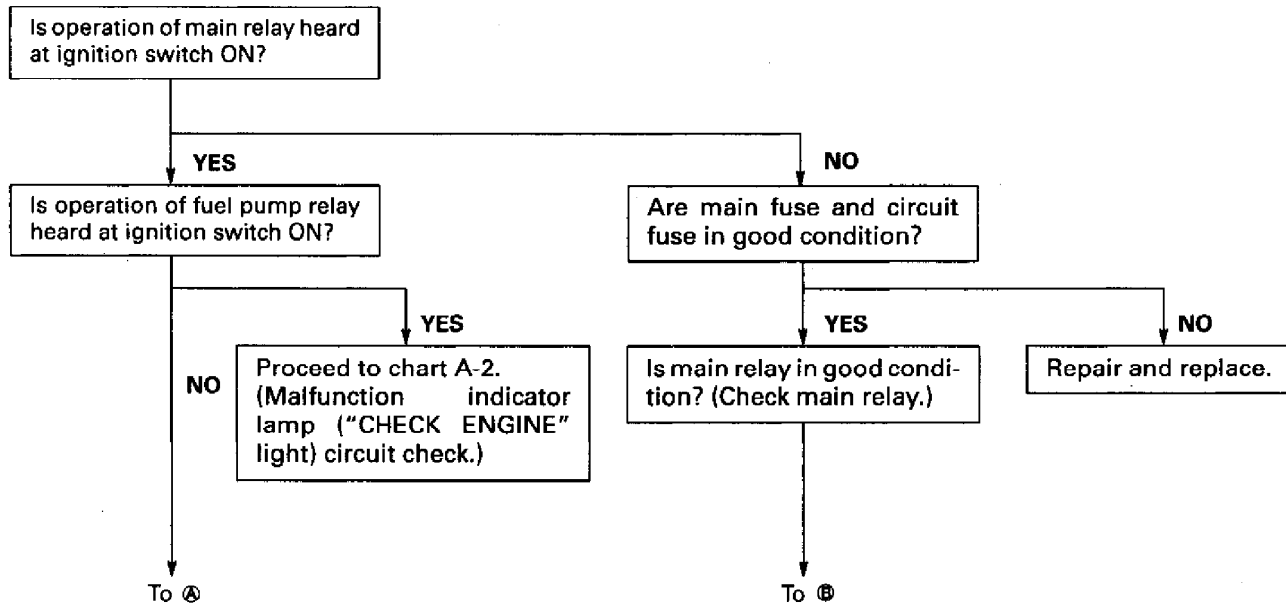 Is operation of main relay heard
at ignition switch ON?
YES
NO
Is operation of fuel pump relay
heard at ignition switch ON?
Are main fuse and circuit
fuse in good condition?
YES
YES
NO
NO
Proceed to chart A-2.
(Malfunction indicator
lamp ("CHECK ENGINE"
light) circuit check.)
Is main relay in good condi-
tion? (Check main relay.)
Repair and replace.
To Ⓐ
To Ⓑ